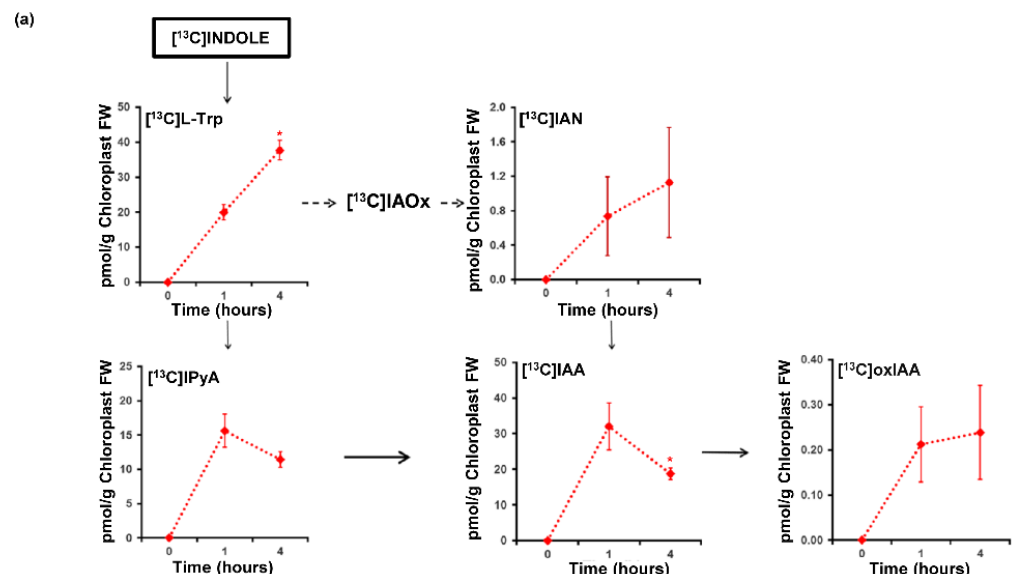 (a)
[¹³C]INDOLE
[¹³C]L-Trp
pmol/g Chloroplast FW
50
40
30
20
10
0
*
0 1 4
Time (hours)
[¹³C]IAOx
[¹³C]IAN
pmol/g Chloroplast FW
2.0
1.6
1.2
0.8
0.4
0.0
0 1 4
Time (hours)
[¹³C]IPyA
pmol/g Chloroplast FW
25
20
15
10
5
0
0 1 4
Time (hours)
[¹³C]IAA
pmol/g Chloroplast FW
50
40
30
20
10
0
*
0 1 4
Time (hours)
[¹³C]oxIAA
pmol/g Chloroplast FW
0.40
0.30
0.20
0.10
0.00
0 1 4
Time (hours)